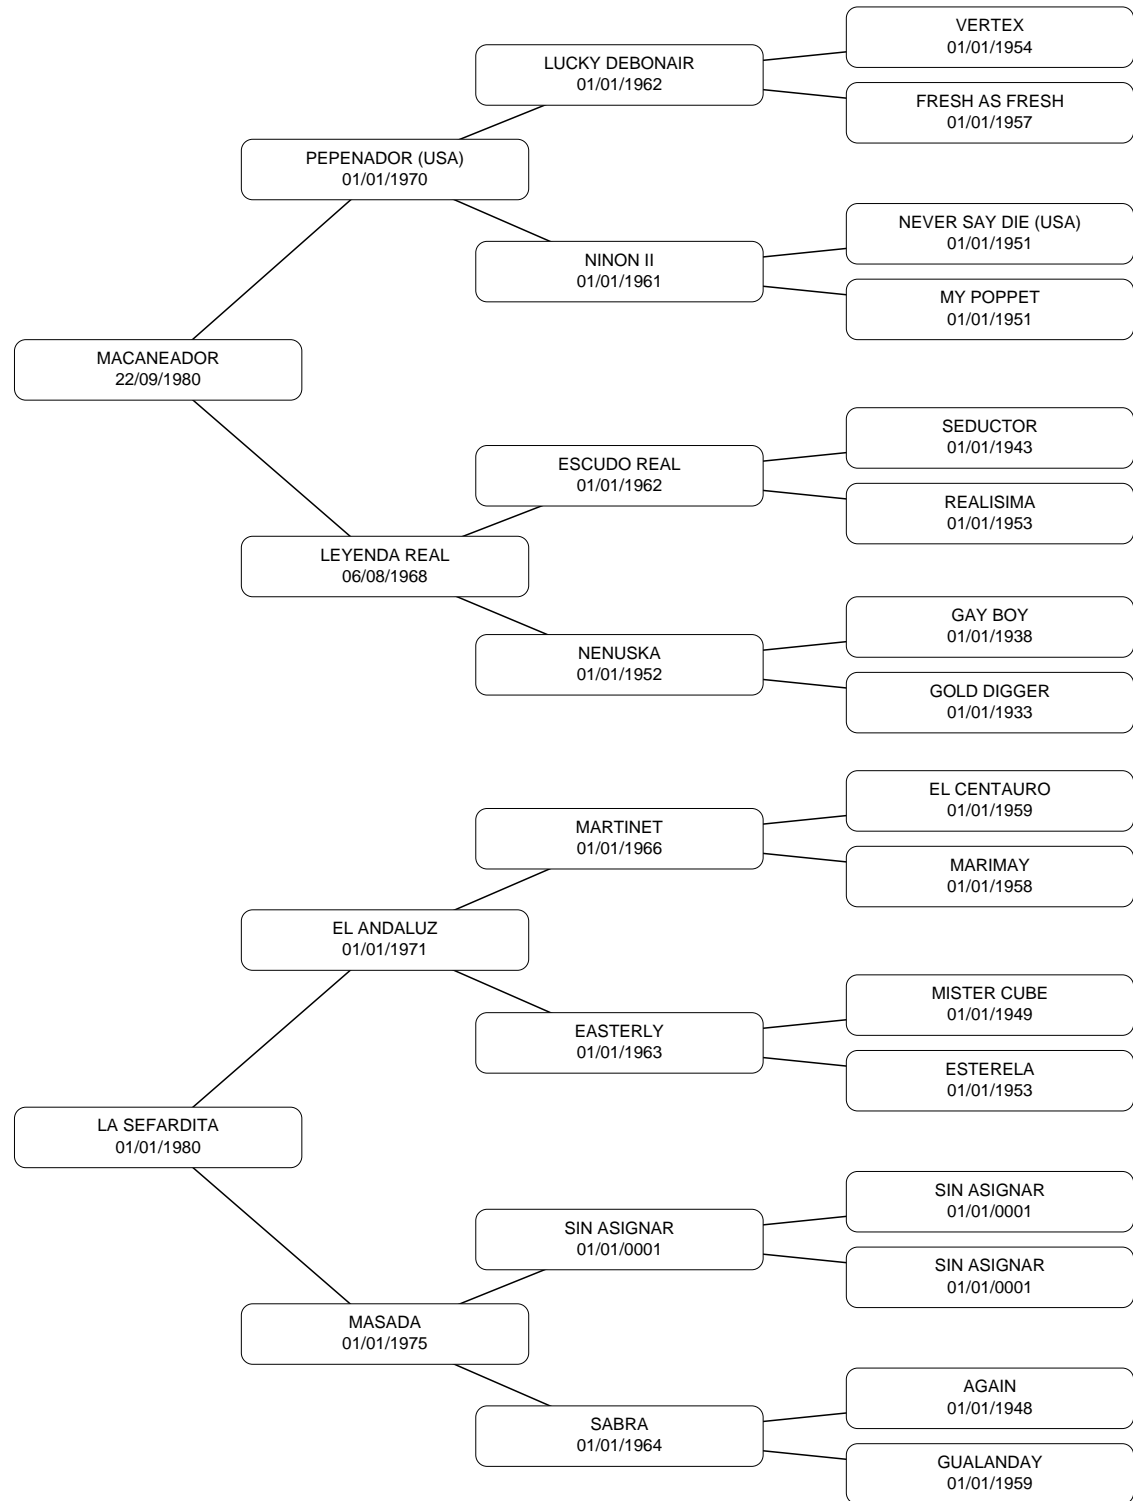 VERTEX
01/01/1954
LUCKY DEBONAIR
01/01/1962
FRESH AS FRESH
01/01/1957
PEPENADOR (USA)
01/01/1970
NEVER SAY DIE (USA)
01/01/1951
NINON II
01/01/1961
MY POPPET
01/01/1951
MACANEADOR
22/09/1980
SEDUCTOR
01/01/1943
ESCUDO REAL
01/01/1962
REALISIMA
01/01/1953
LEYENDA REAL
06/08/1968
GAY BOY
01/01/1938
NENUSKA
01/01/1952
GOLD DIGGER
01/01/1933
EL CENTAURO
01/01/1959
MARTINET
01/01/1966
MARIMAY
01/01/1958
EL ANDALUZ
01/01/1971
MISTER CUBE
01/01/1949
EASTERLY
01/01/1963
ESTERELA
01/01/1953
LA SEFARDITA
01/01/1980
SIN ASIGNAR
01/01/0001
SIN ASIGNAR
01/01/0001
SIN ASIGNAR
01/01/0001
MASADA
01/01/1975
AGAIN
01/01/1948
SABRA
01/01/1964
GUALANDAY
01/01/1959